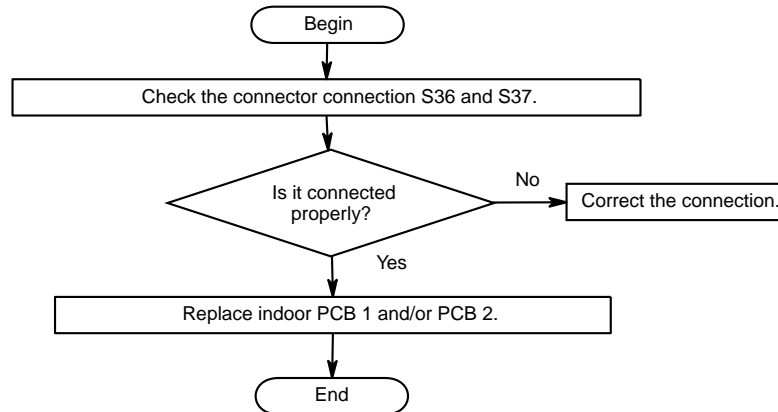 Begin
Check the connector connection S36 and S37.
Is it connected
properly?
No
Correct the connection.
Yes
Replace indoor PCB 1 and/or PCB 2.
End